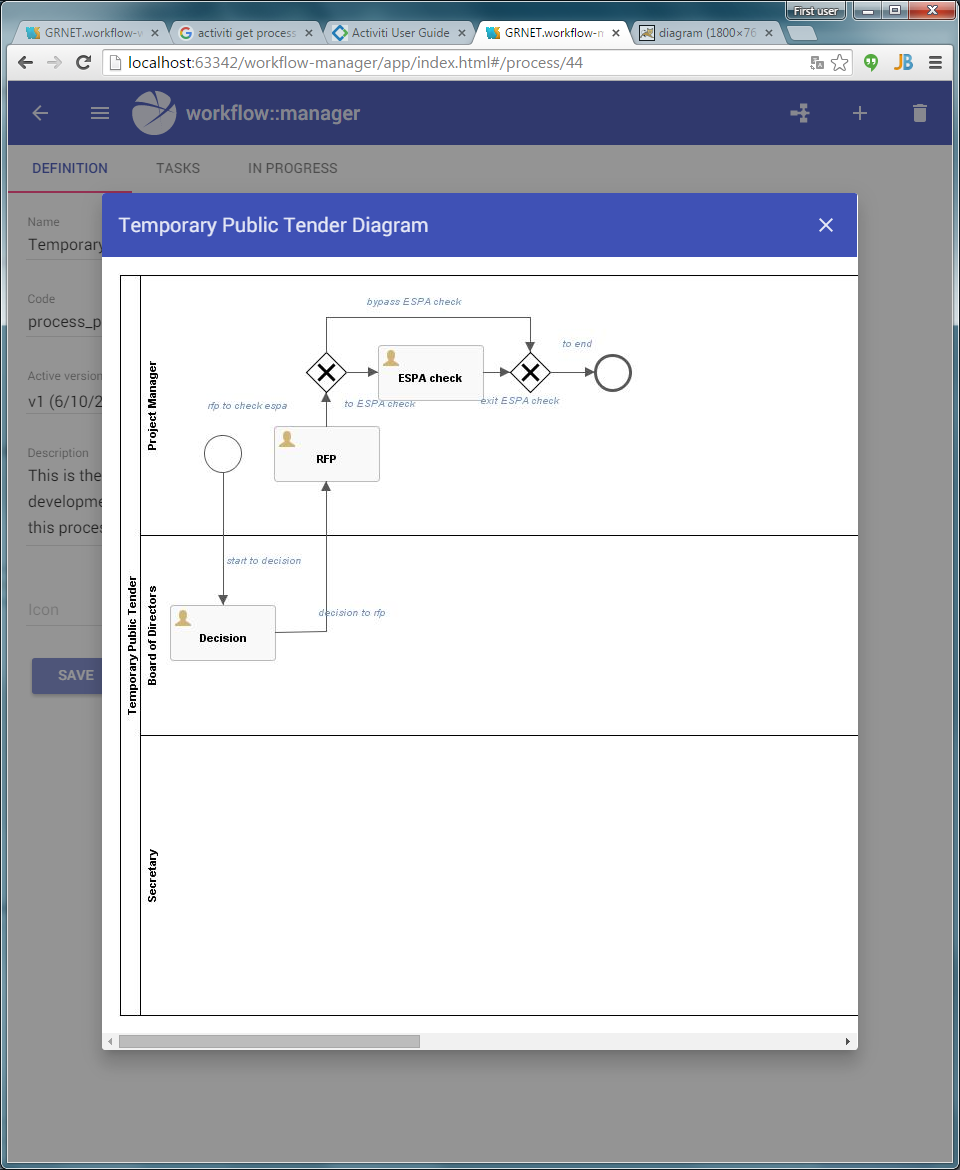 First user
GRNET.workflow-v
activiti get process
Activiti User Guide
GRNET.workflow-n
diagram (1800×76
localhost:63342/workflow-manager/app/index.html#/process/44
JB
workflow::manager
DEFINITION
TASKS
IN PROGRESS
Temporary Public Tender Diagram
Name
Temporary
Code
process_p
Active version
v1 (6/10/2
Description
This is the
developme
this proces
Icon
SAVE
Temporary Public Tender
Project Manager
bypass ESPA check
to end
ESPA check
rfp to check espa
to ESPA check
exit ESPA check
RFP
Board of Directors
start to decision
decision to rfp
Decision
Secretary